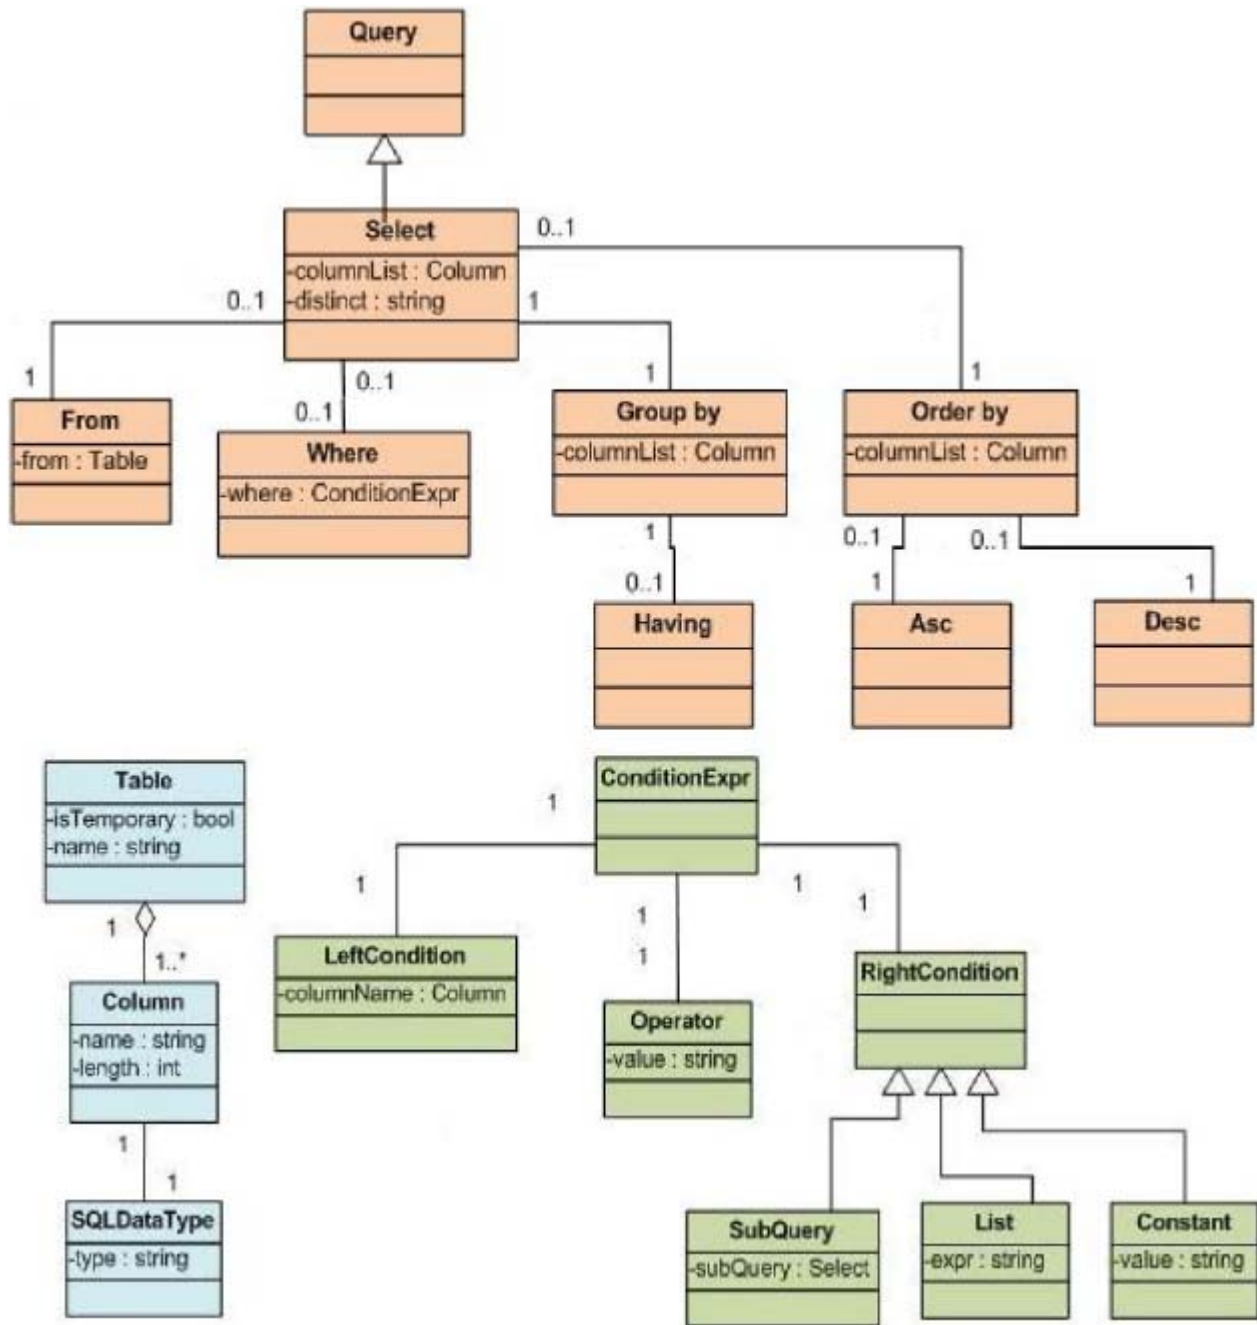 Query
Select
-columnList : Column
-distinct : string
0..1
0..1
1
1
0..1
0..1
1
1
From
-from : Table
Where
-where : ConditionExpr
Group by
-columnList : Column
Order by
-columnList : Column
1
0..1
0..1
0..1
1
1
Having
Asc
Desc
Table
-isTemporary : bool
-name : string
1
1..*
Column
-name : string
-length : int
1
1
SQLDataType
-type : string
ConditionExpr
1
1
1
1
1
1
LeftCondition
-columnName : Column
Operator
-value : string
RightCondition
SubQuery
-subQuery : Select
List
-expr : string
Constant
-value : string